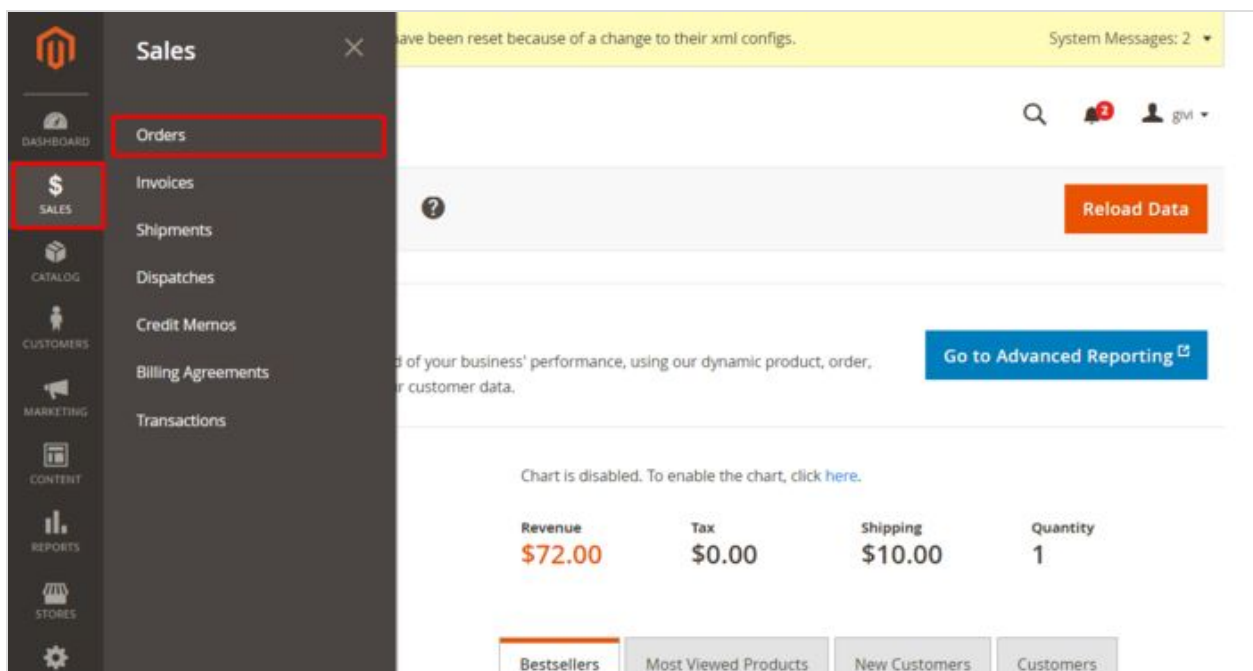 Sales
DASHBOARD
SALES
CATALOG
CUSTOMERS
MARKETING
CONTENT
REPORTS
STORES
Orders
Invoices
Shipments
Dispatches
Credit Memos
Billing Agreements
Transactions
have been reset because of a change to their xml configs.
System Messages: 2
2
givi
?
Reload Data
d of your business' performance, using our dynamic product, order,
r customer data.
Go to Advanced Reporting
Chart is disabled. To enable the chart, click here.
Revenue Tax Shipping Quantity
$72.00 $0.00 $10.00 1
Bestsellers Most Viewed Products New Customers Customers